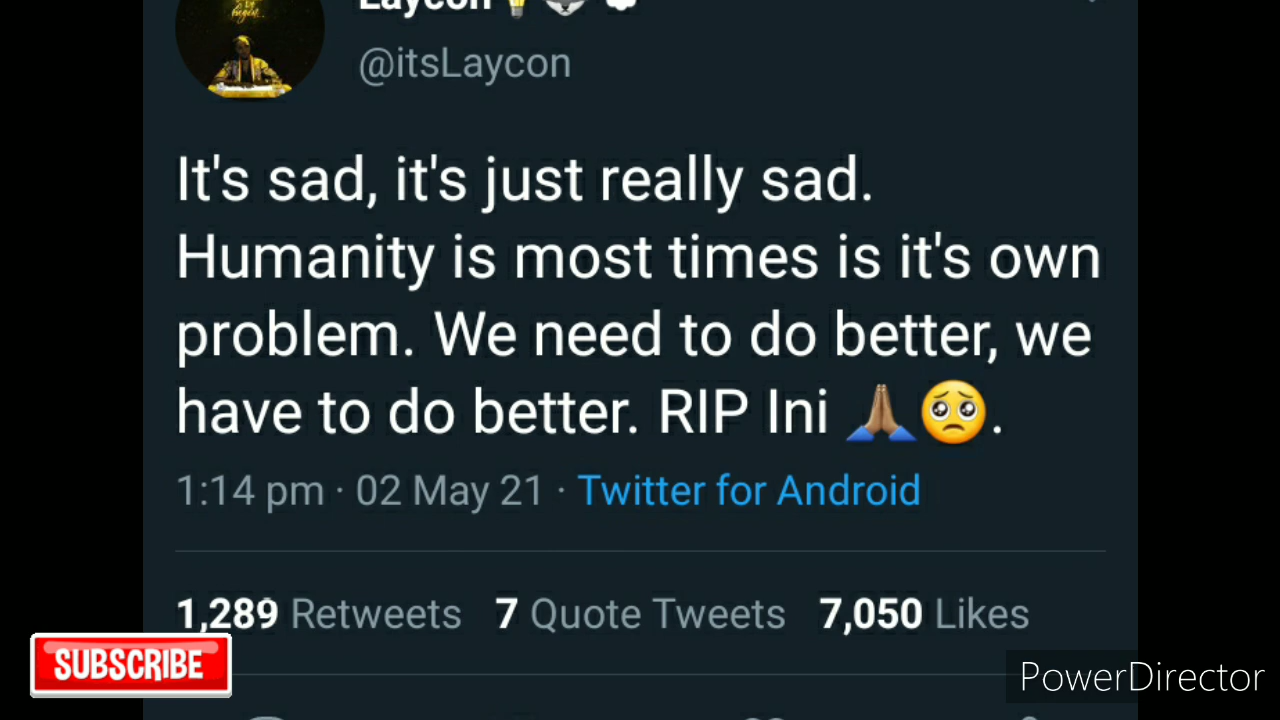 Laycon
@itsLaycon
It's sad, it's just really sad.
Humanity is most times is it's own
problem. We need to do better, we
have to do better. RIP Ini 🙏🏽🥺.
1:14 pm · 02 May 21 · Twitter for Android
1,289 Retweets 7 Quote Tweets 7,050 Likes
SUBSCRIBE
PowerDirector